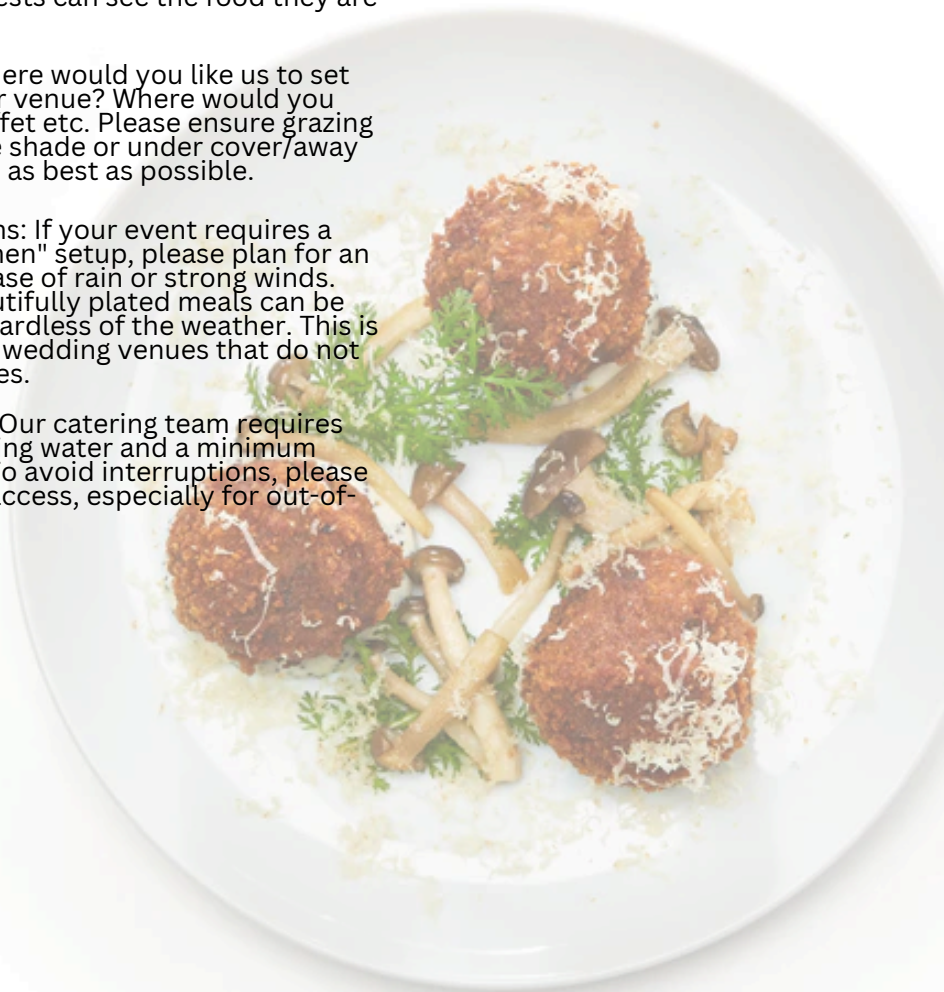 ests can see the food they are
ere would you like us to set
r venue? Where would you
fet etc. Please ensure grazing
e shade or under cover/away
as best as possible.
ns: If your event requires a
nen" setup, please plan for an
ase of rain or strong winds.
utifully plated meals can be
ardless of the weather. This is
wedding venues that do not
es.
Our catering team requires
ing water and a minimum
o avoid interruptions, please
access, especially for out-of-